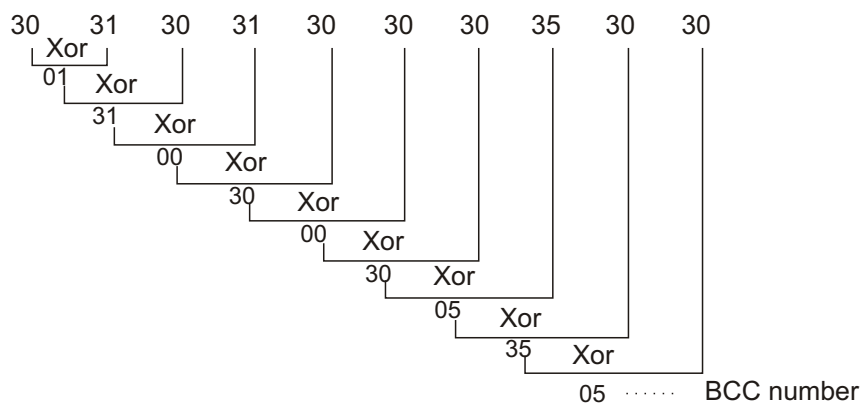 30 31 30 31 30 30 30 35 30 30
Xor
01 Xor
31 Xor
00 Xor
30 Xor
00 Xor
30 Xor
05 Xor
35 Xor
05 ...... BCC number